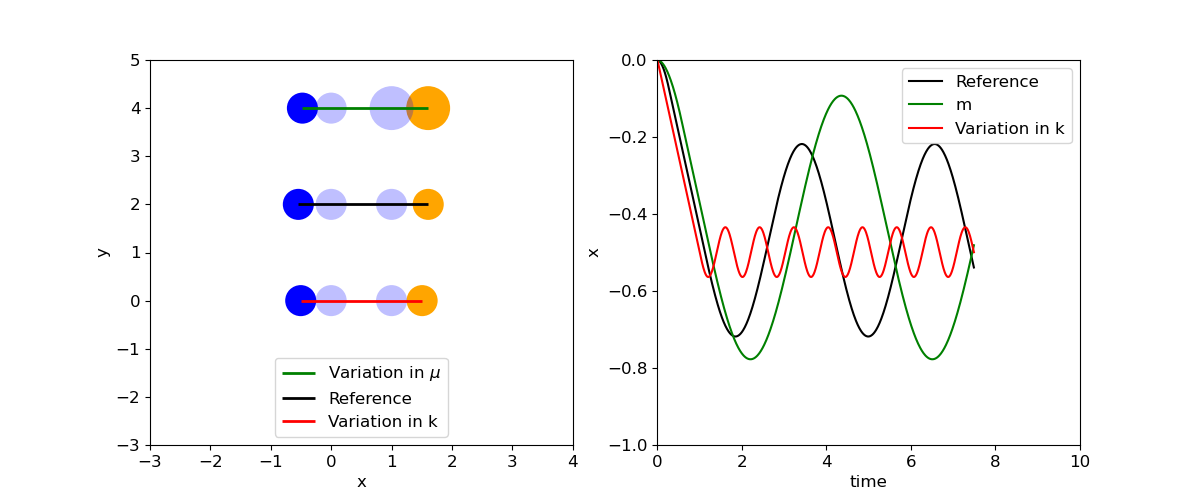 5
4
3
2
1
0
−1
−2
−3
y
−3 −2 −1 0 1 2 3 4
x
Variation in μ
Reference
Variation in k
0.0
−0.2
−0.4
−0.6
−0.8
−1.0
x
0 2 4 6 8 10
time
Reference
m
Variation in k